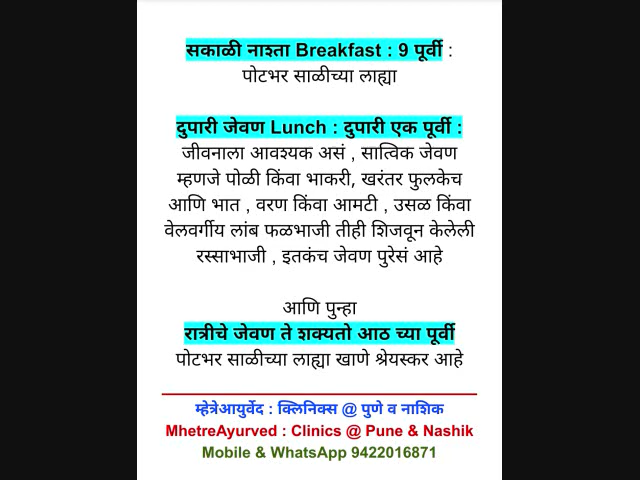 सकाळी नाश्ता Breakfast : 9 पूर्वी :
पोटभर साळीच्या लाह्या
दुपारी जेवण Lunch : दुपारी एक पूर्वी :
जीवनाला आवश्यक असं , सात्विक जेवण
म्हणजे पोळी किंवा भाकरी, खरंतर फुलकेच
आणि भात , वरण किंवा आमटी , उसळ किंवा
वेलवर्गीय लांब फळभाजी तीही शिजवून केलेली
रस्साभाजी , इतकंच जेवण पुरेसं आहे
आणि पुन्हा
रात्रीचे जेवण ते शक्यतो आठ च्या पूर्वी
पोटभर साळीच्या लाह्या खाणे श्रेयस्कर आहे
म्हेत्रेआयुर्वेद : क्लिनिक्स @ पुणे व नाशिक
MhetreAyurved : Clinics @ Pune & Nashik
Mobile & WhatsApp 9422016871